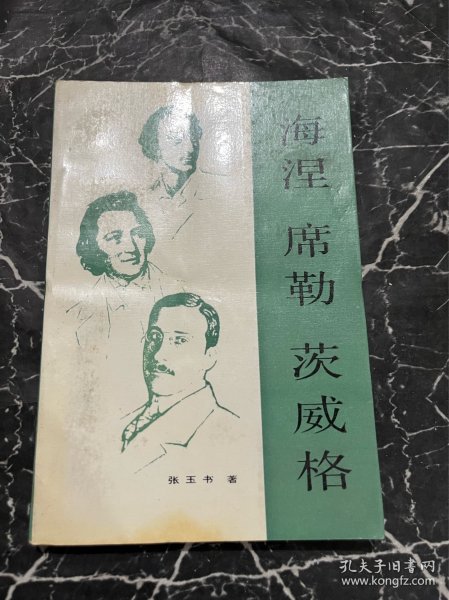 海涅 席勒 茨威格
张玉书 著
孔夫子旧书网
www.kongfz.com